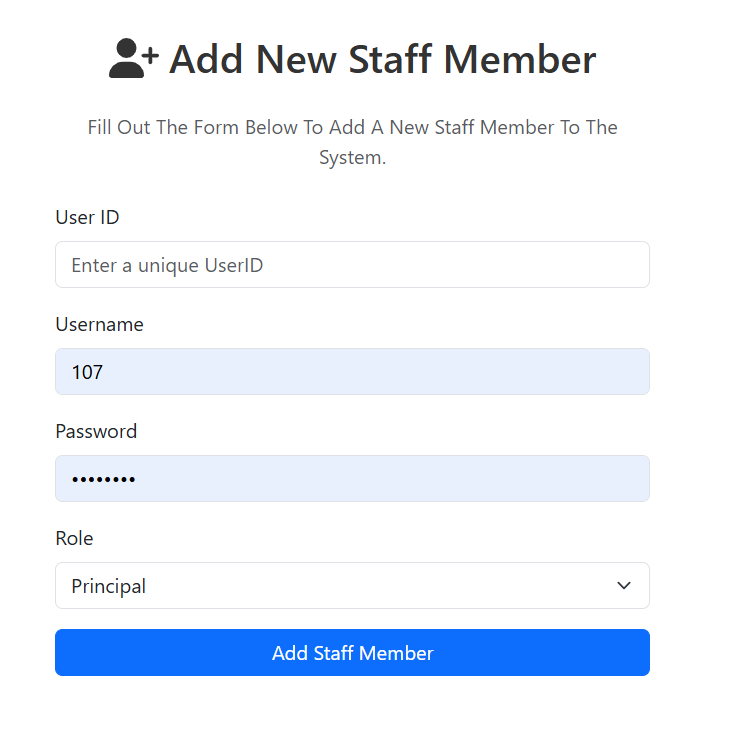 Add New Staff Member
Fill Out The Form Below To Add A New Staff Member To The
System.
User ID
Enter a unique UserID
Username
107
Password
••••••••
Role
Principal
Add Staff Member